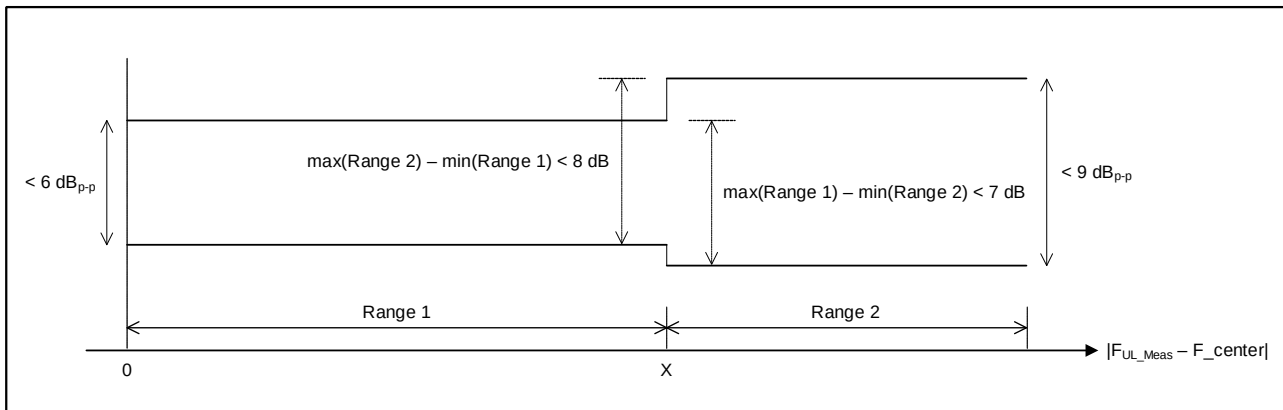 max(Range 2) – min(Range 1) < 8 dB
< 6 dBp-p
max(Range 1) – min(Range 2) < 7 dB
< 9 dBp-p
Range 1
Range 2
|FUL_Meas – F_center|
0
X